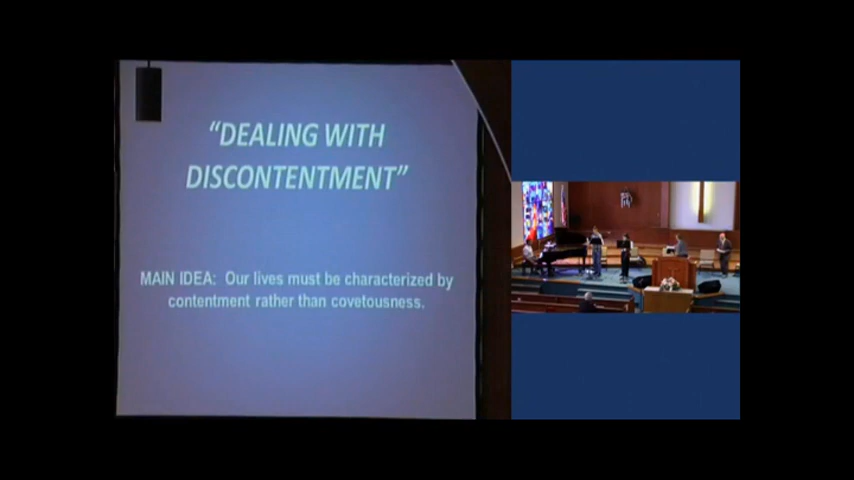 “DEALING WITH
DISCONTENTMENT”
MAIN IDEA:  Our lives must be characterized by
contentment rather than covetousness.